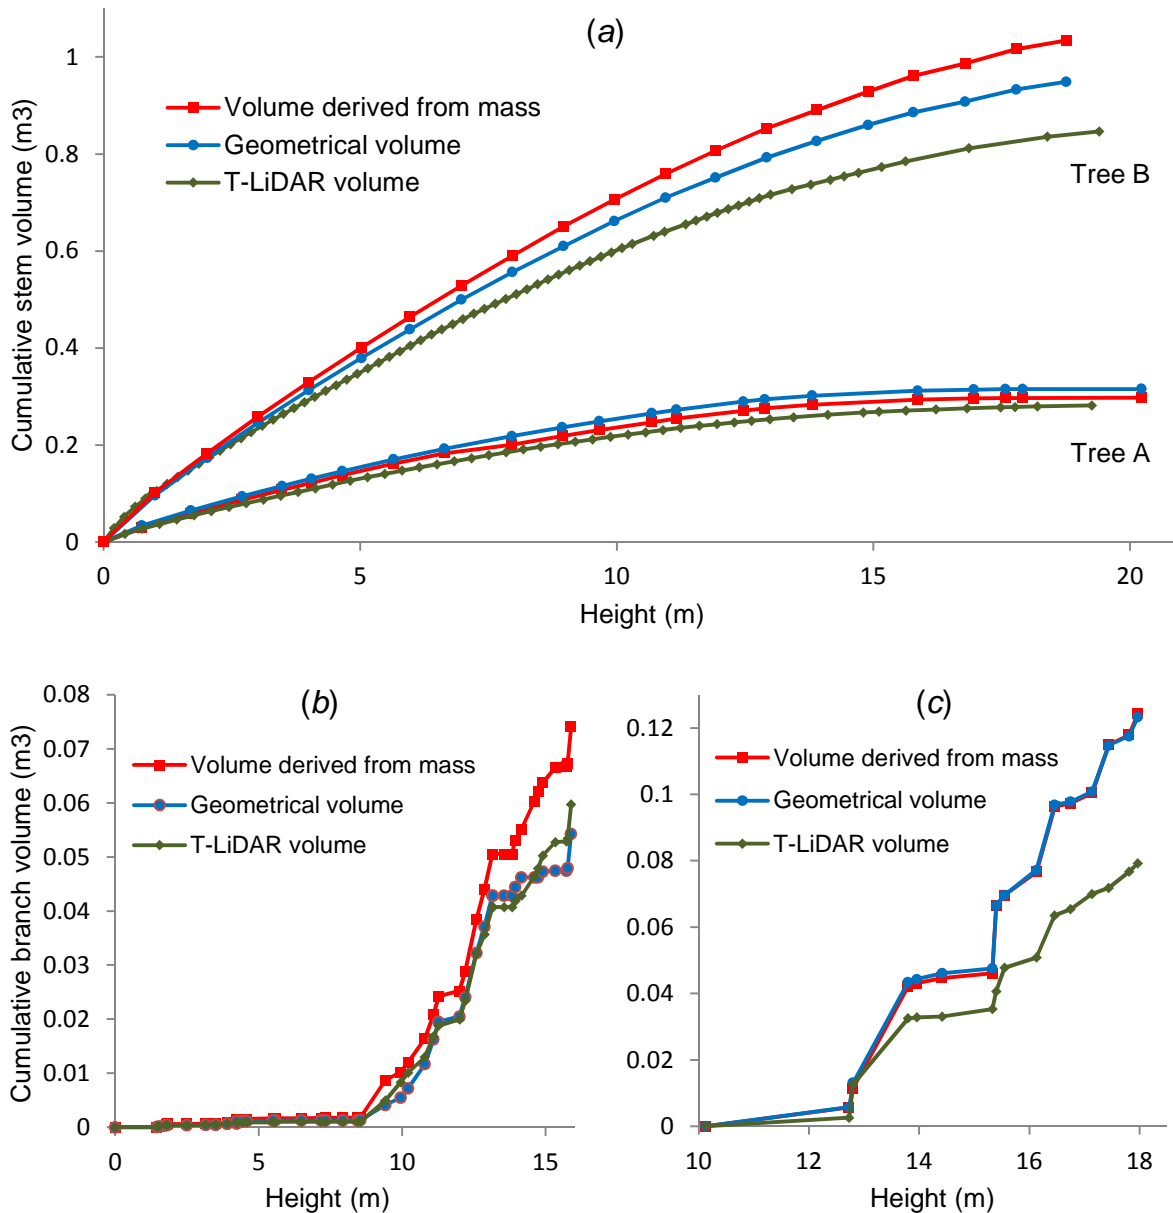 (a)
Cumulative stem volume (m3)
1
0.8
0.6
0.4
0.2
0
Volume derived from mass
Geometrical volume
T-LiDAR volume
Tree B
Tree A
0 5 10 15 20
Height (m)
(b)
Cumulative branch volume (m3)
0.08
0.07
0.06
0.05
0.04
0.03
0.02
0.01
0
Volume derived from mass
Geometrical volume
T-LiDAR volume
0 5 10 15
Height (m)
(c)
0.12
0.1
0.08
0.06
0.04
0.02
0
Volume derived from mass
Geometrical volume
T-LiDAR volume
10 12 14 16 18
Height (m)